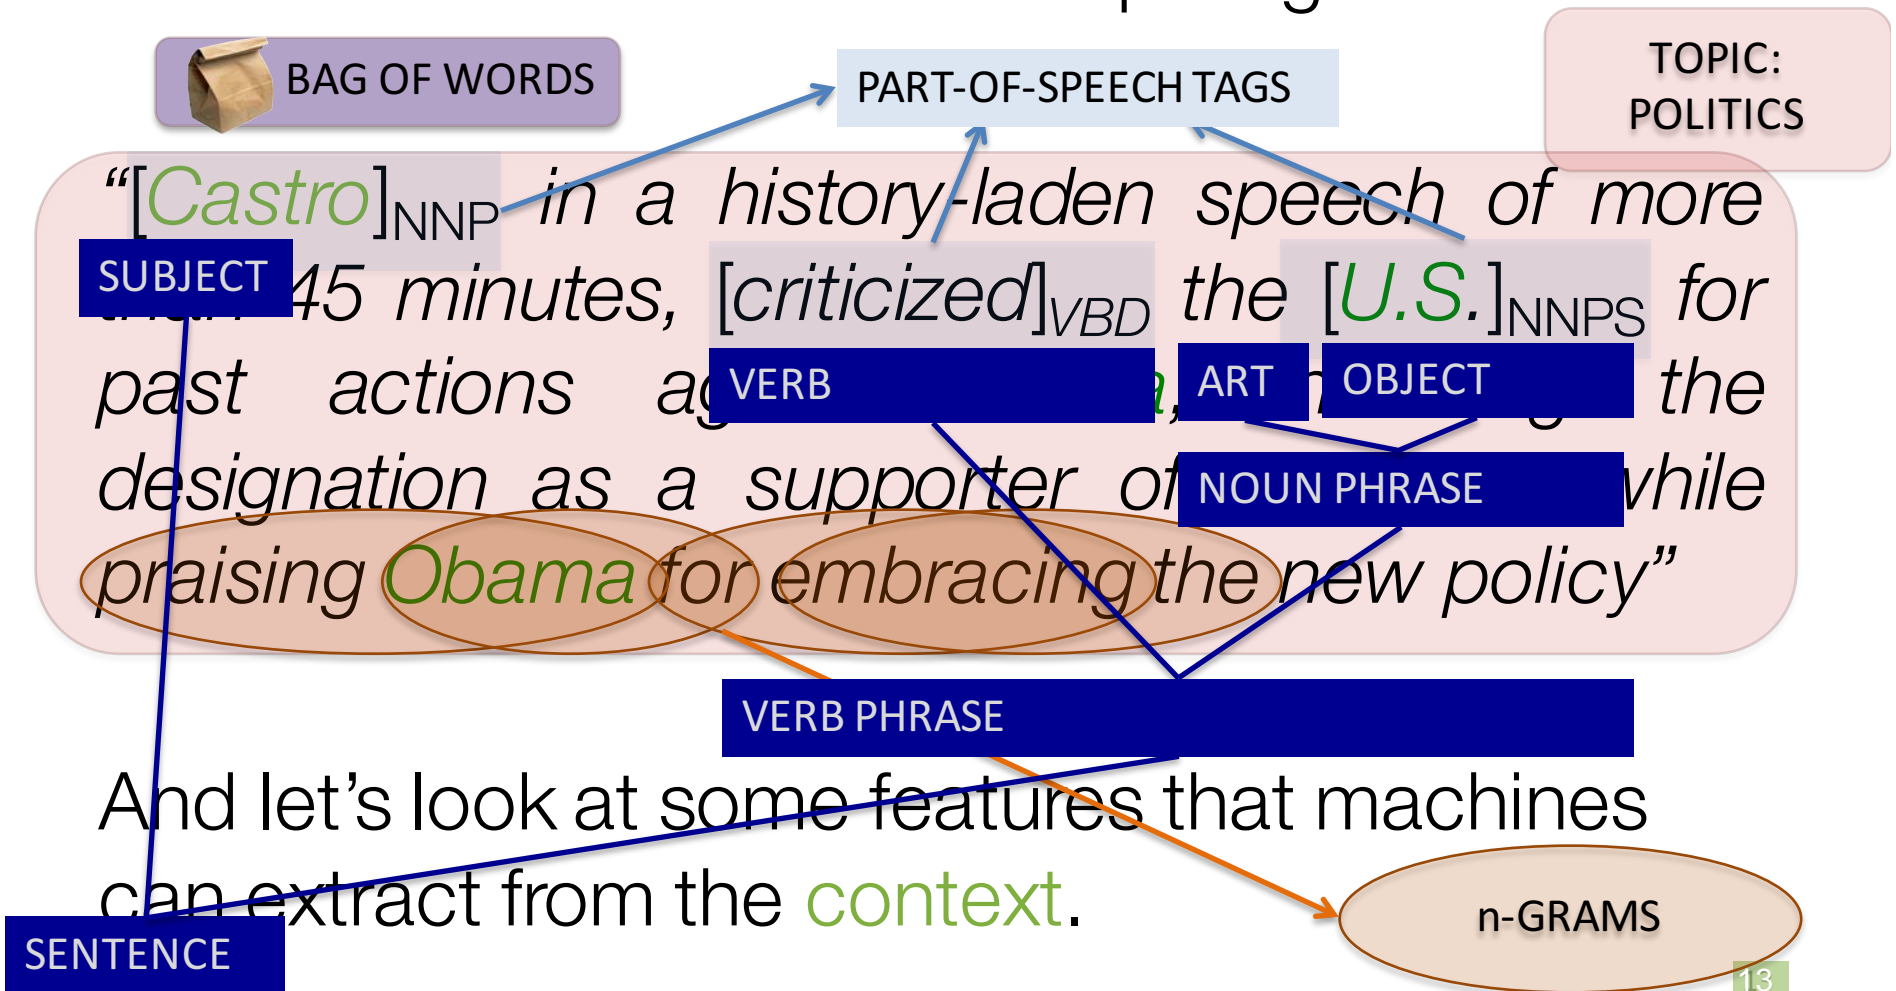 BAG OF WORDS
PART-OF-SPEECH TAGS
TOPIC:
POLITICS
“[Castro]NNP in a history-laden speech of more
SUBJECT
45 minutes, [criticized]VBD the [U.S.]NNPS for
past actions the
VERB
ART
OBJECT
designation as a supporter of while
NOUN PHRASE
praising Obama for embracing the new policy”
VERB PHRASE
And let’s look at some features that machines
can extract from the context.
n-GRAMS
SENTENCE
13